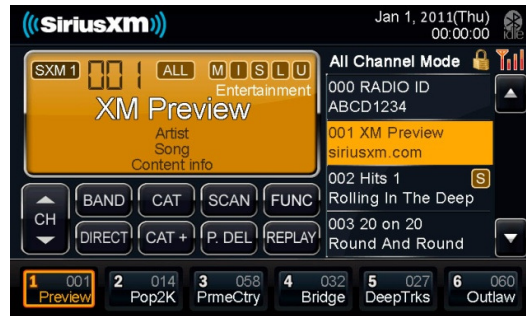 ((SiriusXM))
Jan 1, 2011(Thu)
00:00:00
idle
SXM 1 001 ALL M I S L U
Entertainment
XM Preview
Artist
Song
Content info
All Channel Mode
000 RADIO ID
ABCD1234
001 XM Preview
siriusxm.com
002 Hits 1 S
Rolling In The Deep
003 20 on 20
Round And Round
CH
BAND CAT SCAN FUNC
DIRECT CAT + P. DEL REPLAY
1 001 2 014 3 058 4 032 5 027 6 060
Preview Pop2K PrmeCtry Bridge DeepTrks Outlaw